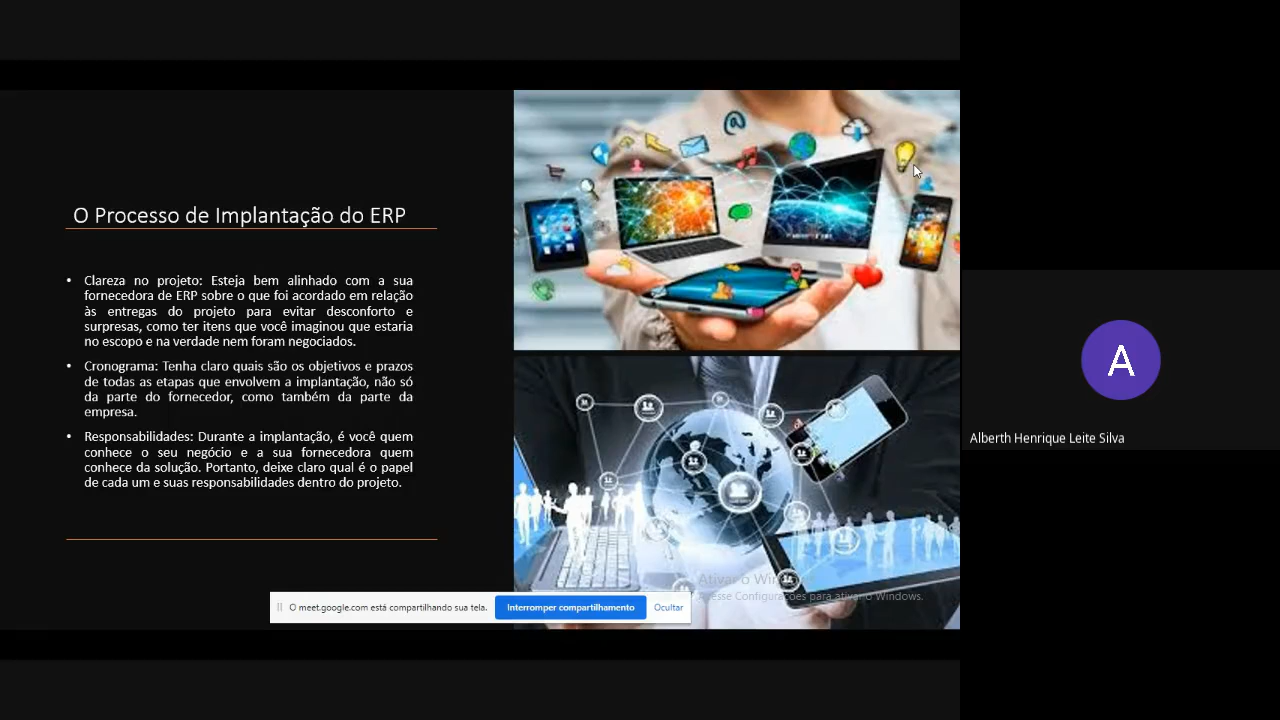 O Processo de Implantação do ERP
• Clareza no projeto: Esteja bem alinhado com a sua
fornecedora de ERP sobre o que foi acordado em relação
às entregas do projeto para evitar desconforto e
surpresas, como ter itens que você imaginou que estaria
no escopo e na verdade nem foram negociados.
• Cronograma: Tenha claro quais são os objetivos e prazos
de todas as etapas que envolvem a implantação, não só
da parte do fornecedor, como também da parte da
empresa.
• Responsabilidades: Durante a implantação, é você quem
conhece o seu negócio e a sua fornecedora quem
conhece da solução. Portanto, deixe claro qual é o papel
de cada um e suas responsabilidades dentro do projeto.
@
Ativar o Windows
Acesse Configurações para ativar o Windows.
O meet.google.com está compartilhando sua tela.
Interromper compartilhamento
Ocultar
A
Alberth Henrique Leite Silva